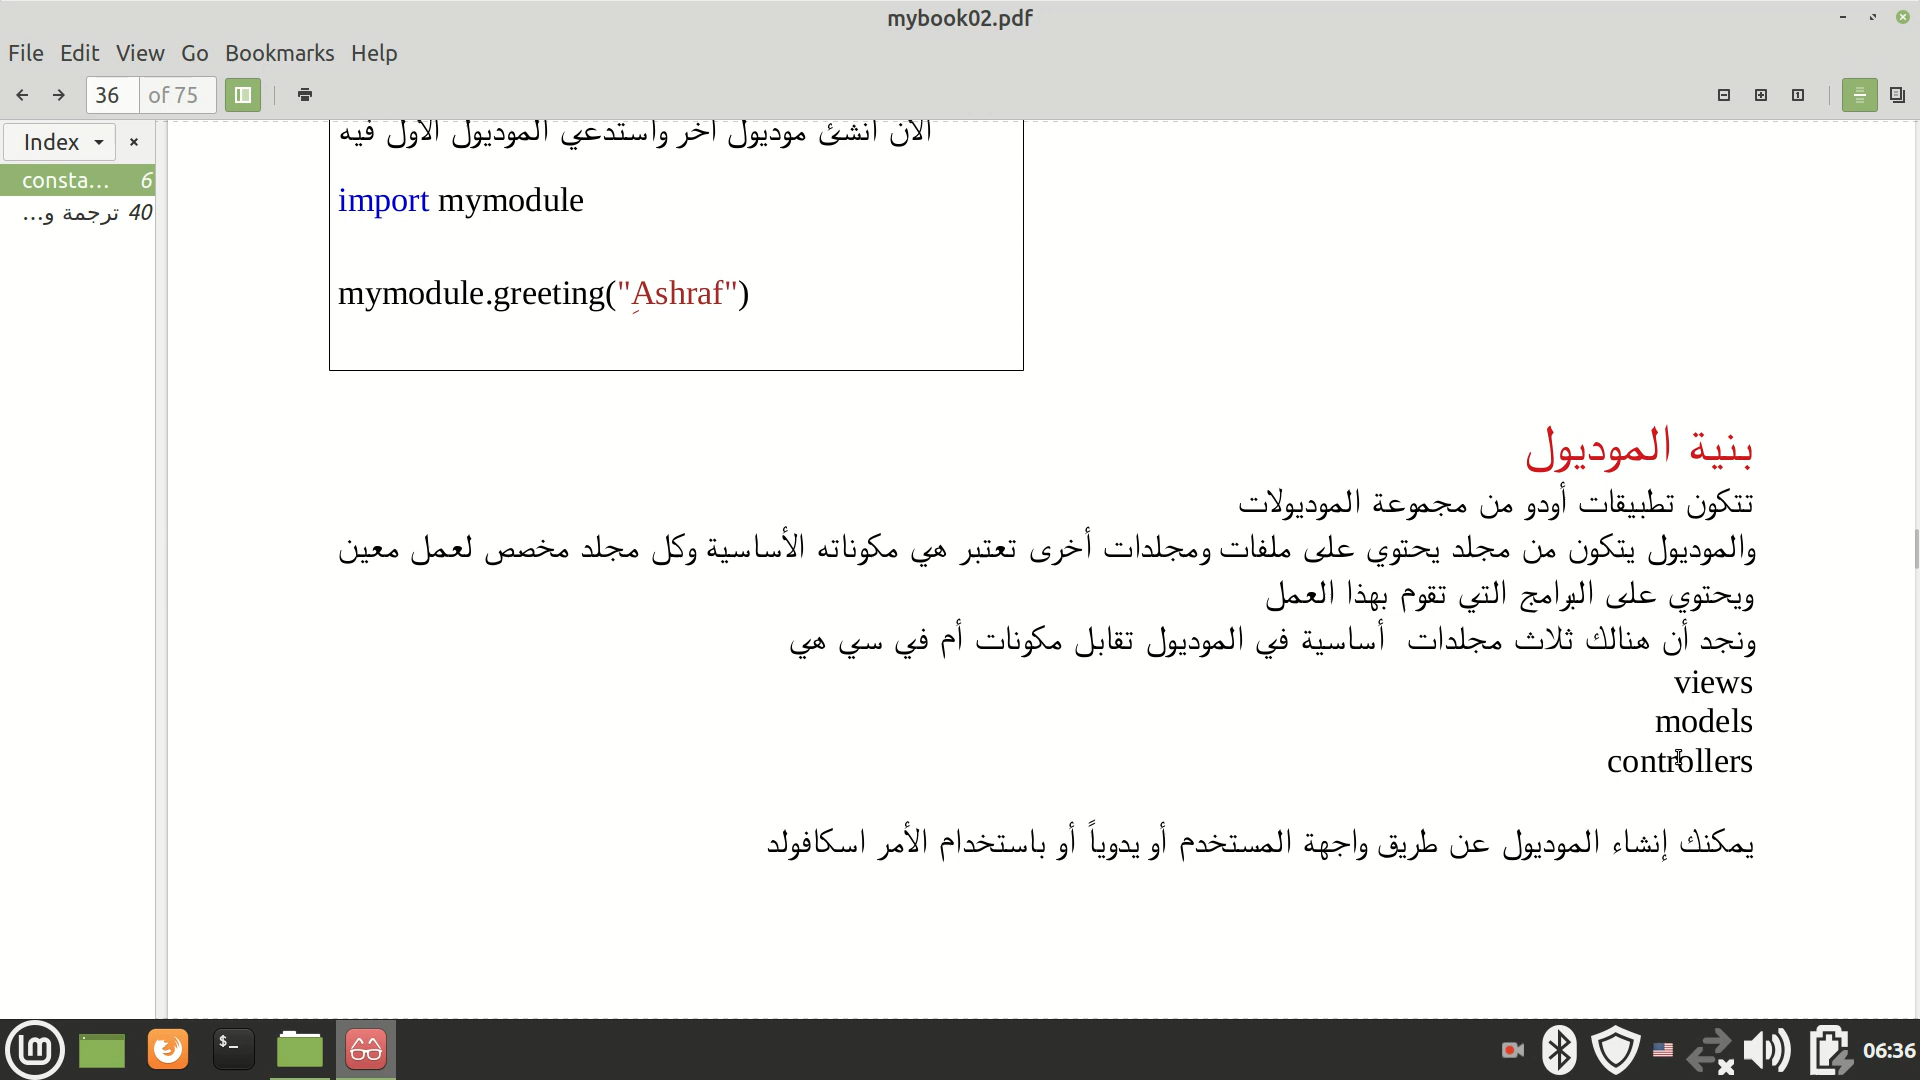 mybook02.pdf
File Edit View Go Bookmarks Help
36 of 75
Index
consta... 6
ترجمة و... 40
الآن أنشئ موديول آخر واستدعي الموديول الأول فيه
import mymodule
mymodule.greeting("ِAshraf")
بنية الموديول
تتكون تطبيقات أودو من مجموعة الموديولات
والموديول يتكون من مجلد يحتوي على ملفات ومجلدات أخرى تعتبر هي مكوناته الأساسية وكل مجلد مخصص لعمل معين
ويحتوي على البرامج التي تقوم بهذا العمل
ونجد أن هنالك ثلاث مجلدات أساسية في الموديول تقابل مكونات أم في سي هي
views
models
controllers
يمكنك إنشاء الموديول عن طريق واجهة المستخدم أو يدوياً أو باستخدام الأمر اسكافولد
06:36